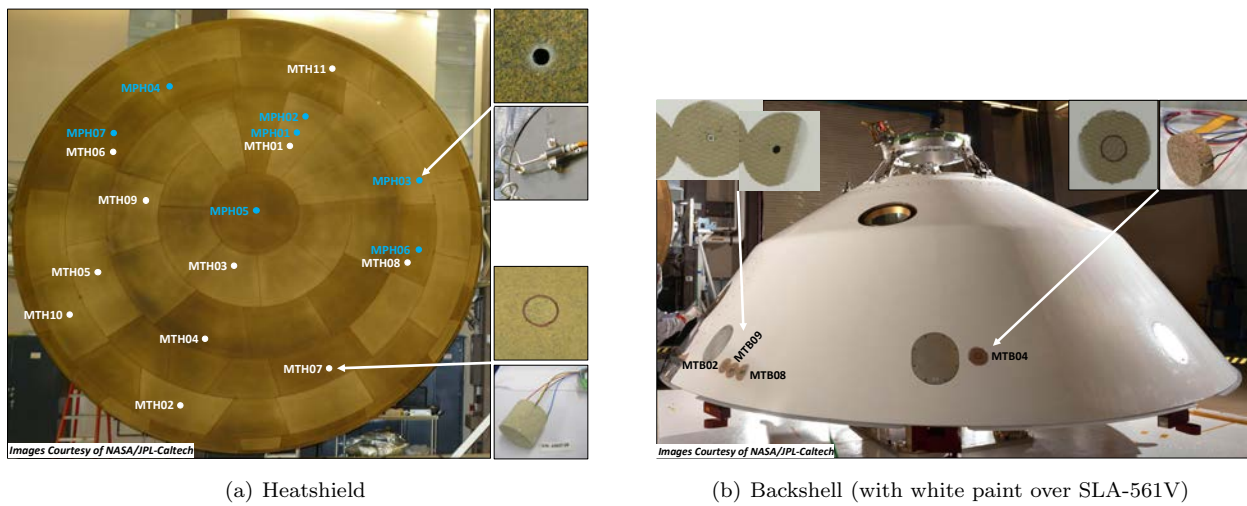 MTH11
MPH04
MPH02
MPH07
MPH01
MTH06
MTH01
MPH03
MTH09
MPH05
MPH06
MTH03
MTH08
MTH05
MTH10
MTH04
MTH07
MTH02
Images Courtesy of NASA/JPL-Caltech
(a) Heatshield
MTB02
MTB09
MTB08
MTB04
Images Courtesy of NASA/JPL-Caltech
(b) Backshell (with white paint over SLA-561V)